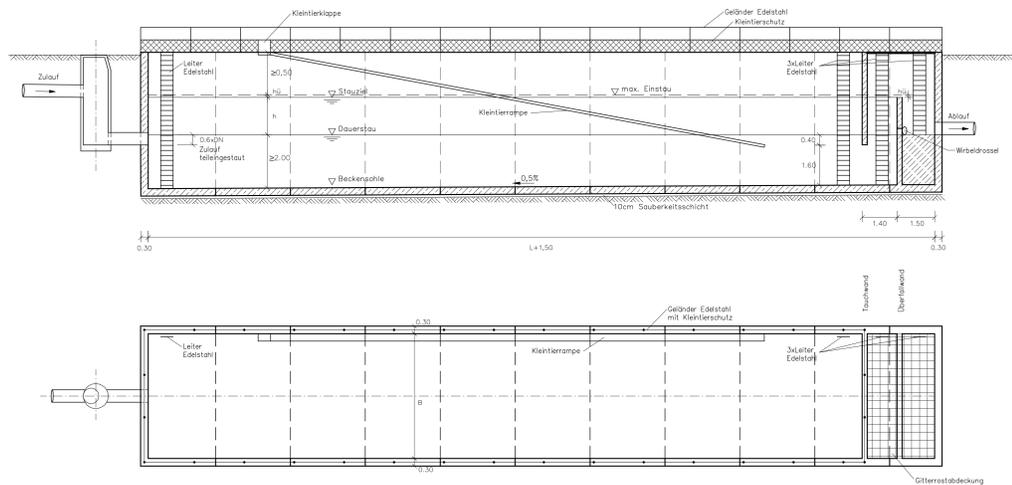 Kleintierklappe
Geländer Edelstahl
Kleintierschutz
Zulauf
Leiter
Edelstahl
≥0,50
3xLeiter
Edelstahl
hü
Stauziel
max. Einstau
hü
h
Kleintierrampe
Ablauf
0.6xDN
Zulauf
teileingestaut
Dauerstau
0.40
Wirbeldrossel
≥2.00
1.60
Beckensohle
0,5%
10cm Sauberkeitsschicht
1.40
1.50
0.30
L+1,50
0.30
Tauchwand
Überfallwand
0.30
Geländer Edelstahl
mit Kleintierschutz
Leiter
Edelstahl
Kleintierrampe
3xLeiter
Edelstahl
B
0.30
Gitterrostabdeckung